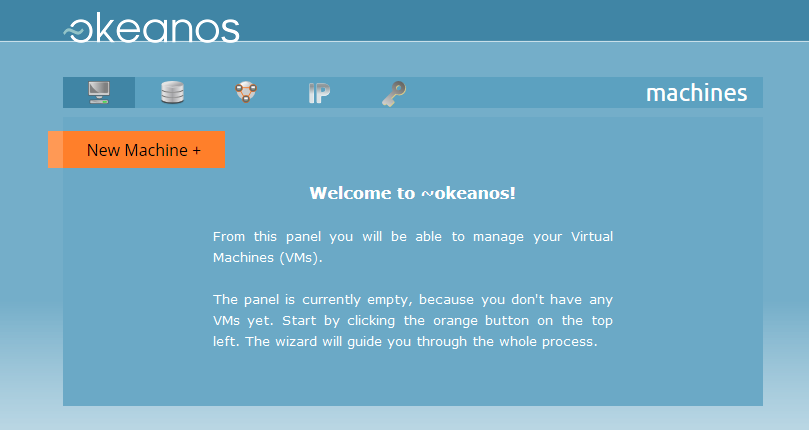 ~okeanos
IP
machines
New Machine +
Welcome to ~okeanos!
From this panel you will be able to manage your Virtual
Machines (VMs).
The panel is currently empty, because you don't have any
VMs yet. Start by clicking the orange button on the top
left. The wizard will guide you through the whole process.